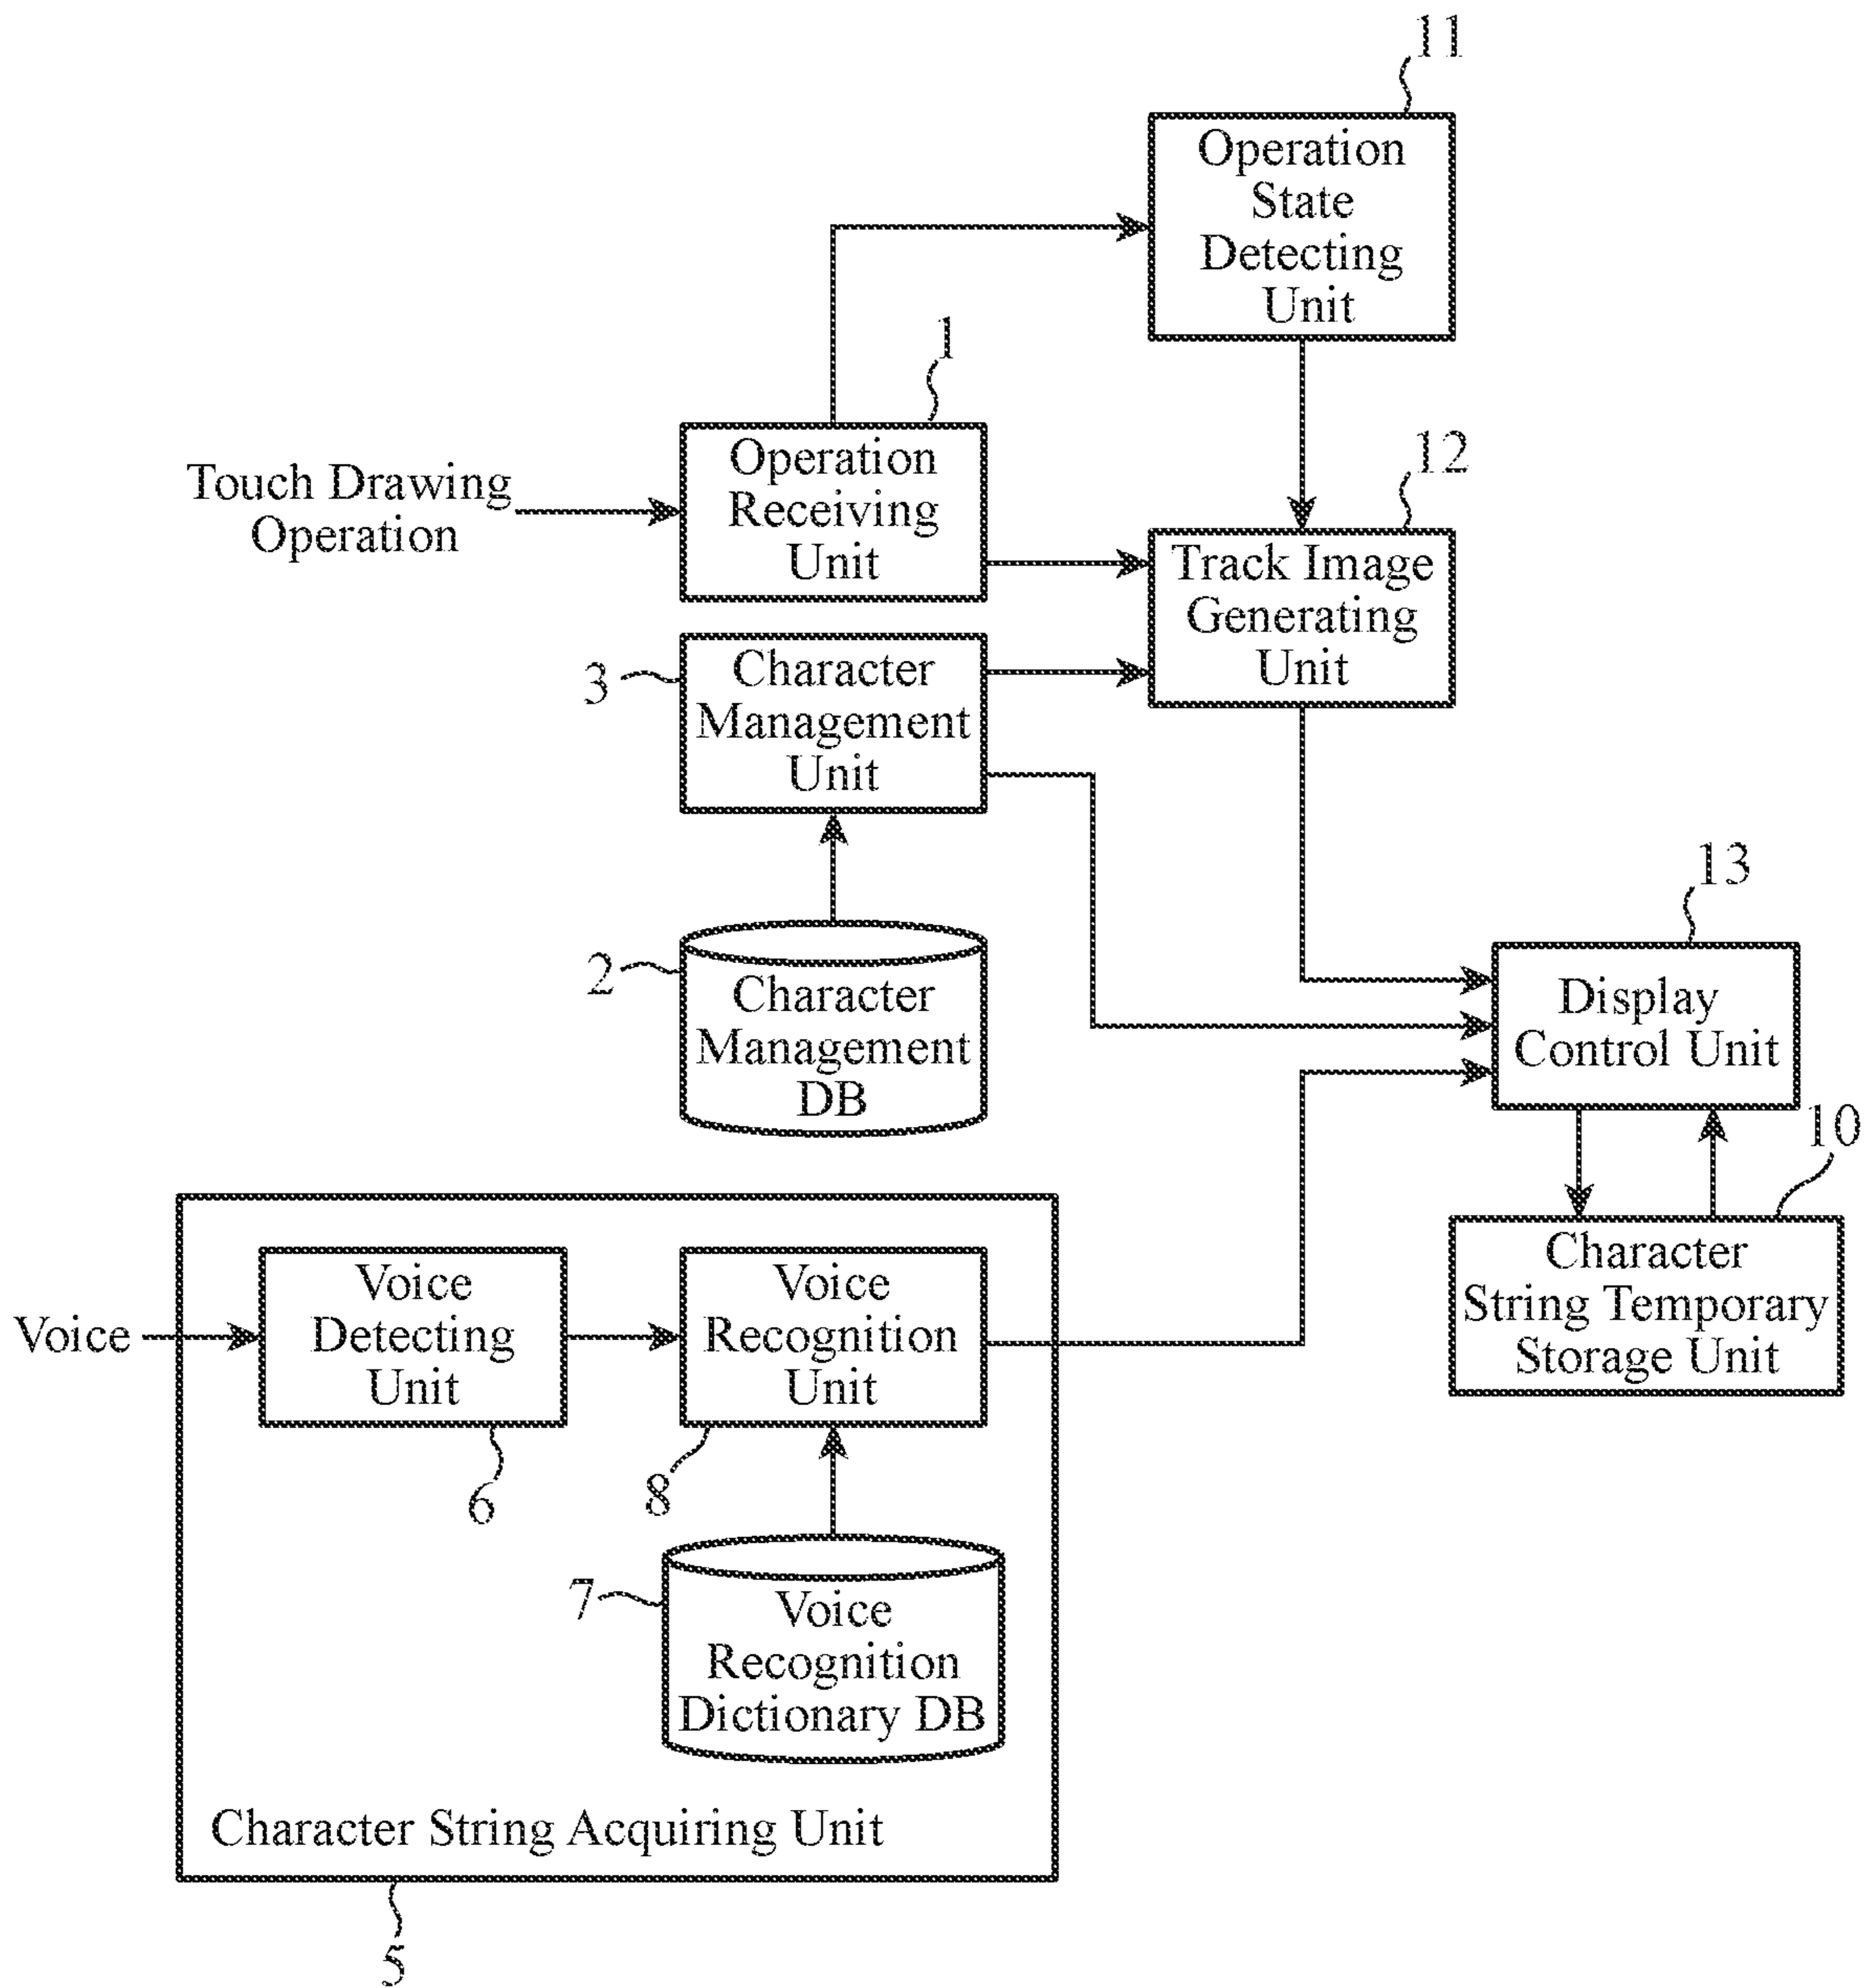 11
Operation
State
Detecting
Unit
1
Touch Drawing
Operation
Operation
Receiving
Unit
12
Track Image
Generating
Unit
3
Character
Management
Unit
2
Character
Management
DB
13
Display
Control Unit
10
Character
String Temporary
Storage Unit
Voice
Voice
Detecting
Unit
6
Voice
Recognition
Unit
8
7
Voice
Recognition
Dictionary DB
Character String Acquiring Unit
5